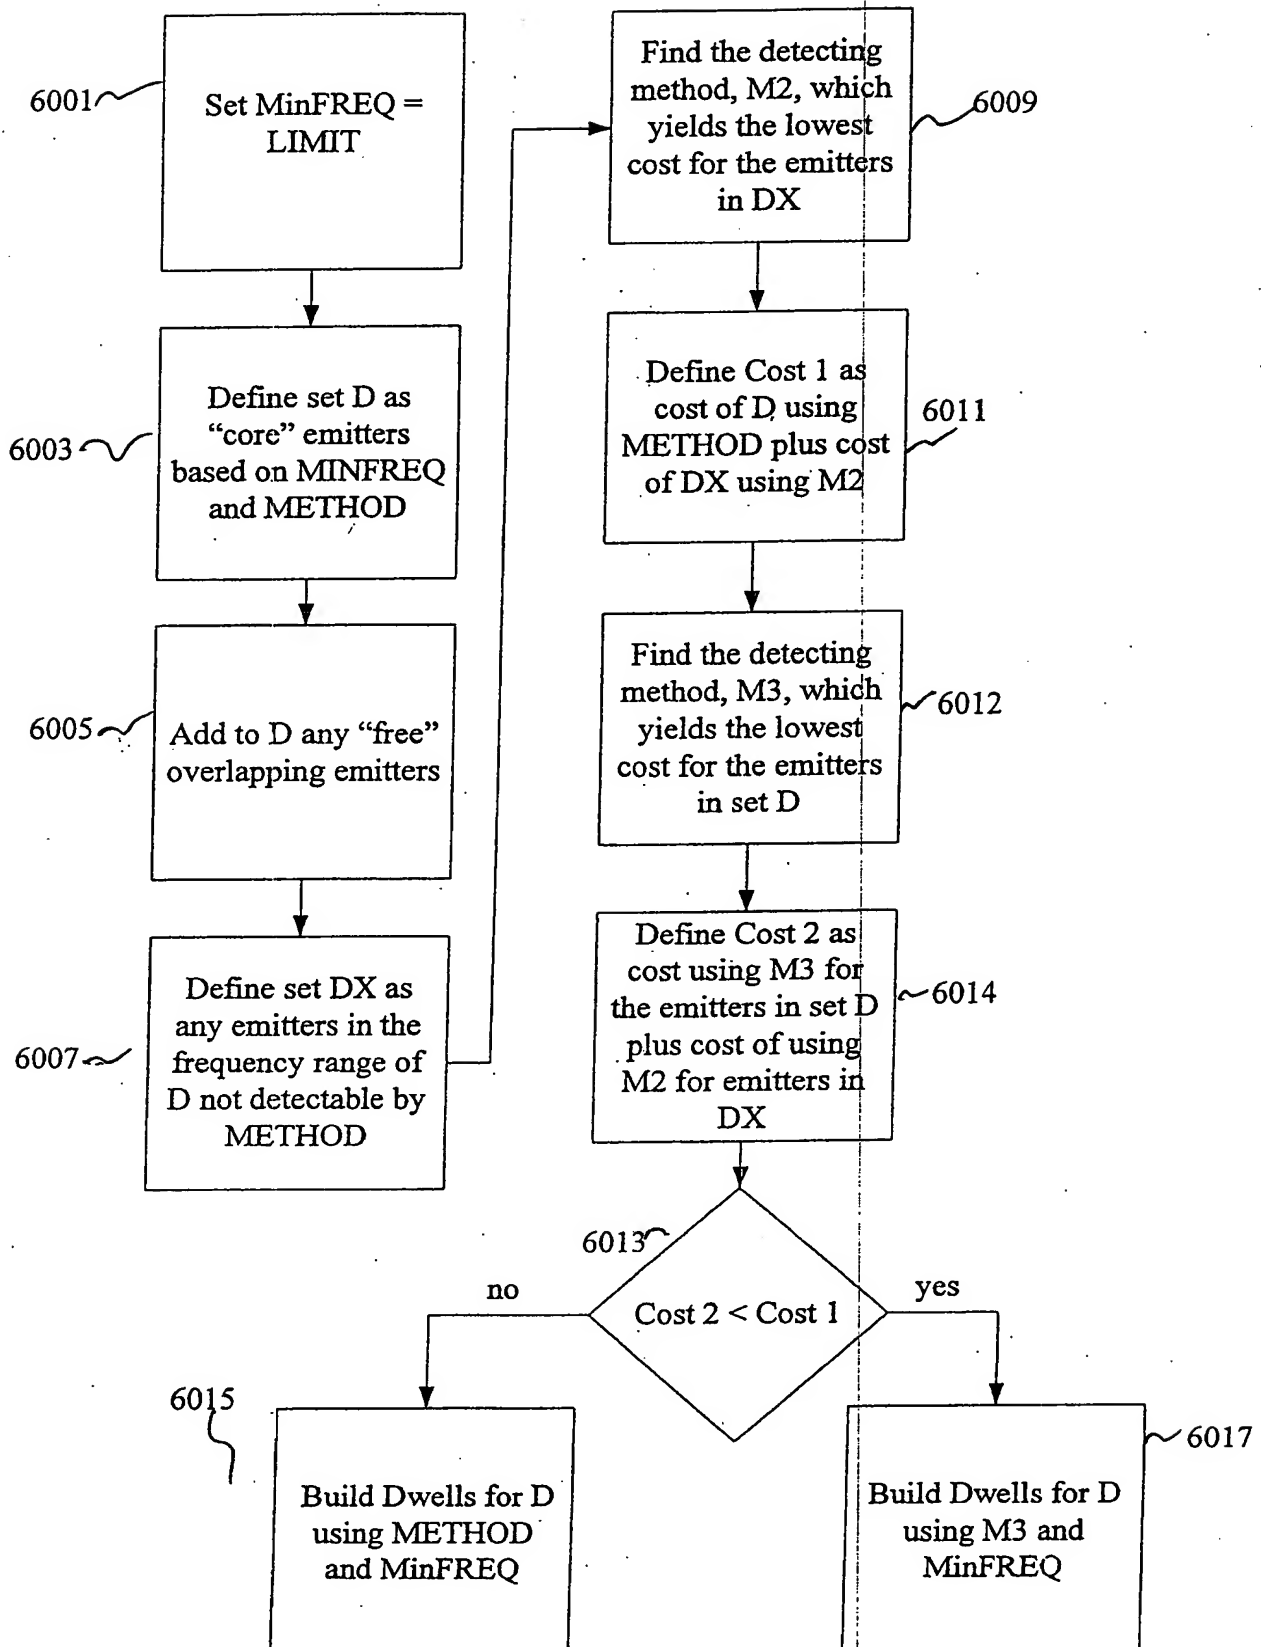 6001
Set MinFREQ =
LIMIT
6003
Define set D as
“core” emitters
based on MINFREQ
and METHOD
6005
Add to D any “free”
overlapping emitters
6007
Define set DX as
any emitters in the
frequency range of
D not detectable by
METHOD
Find the detecting
method, M2, which
yields the lowest
cost for the emitters
in DX
6009
Define Cost 1 as
cost of D using
METHOD plus cost
of DX using M2
6011
Find the detecting
method, M3, which
yields the lowest
cost for the emitters
in set D
6012
Define Cost 2 as
cost using M3 for
the emitters in set D
plus cost of using
M2 for emitters in
DX
6014
6013
Cost 2 < Cost 1
no
yes
6015
Build Dwells for D
using METHOD
and MinFREQ
6017
Build Dwells for D
using M3 and
MinFREQ